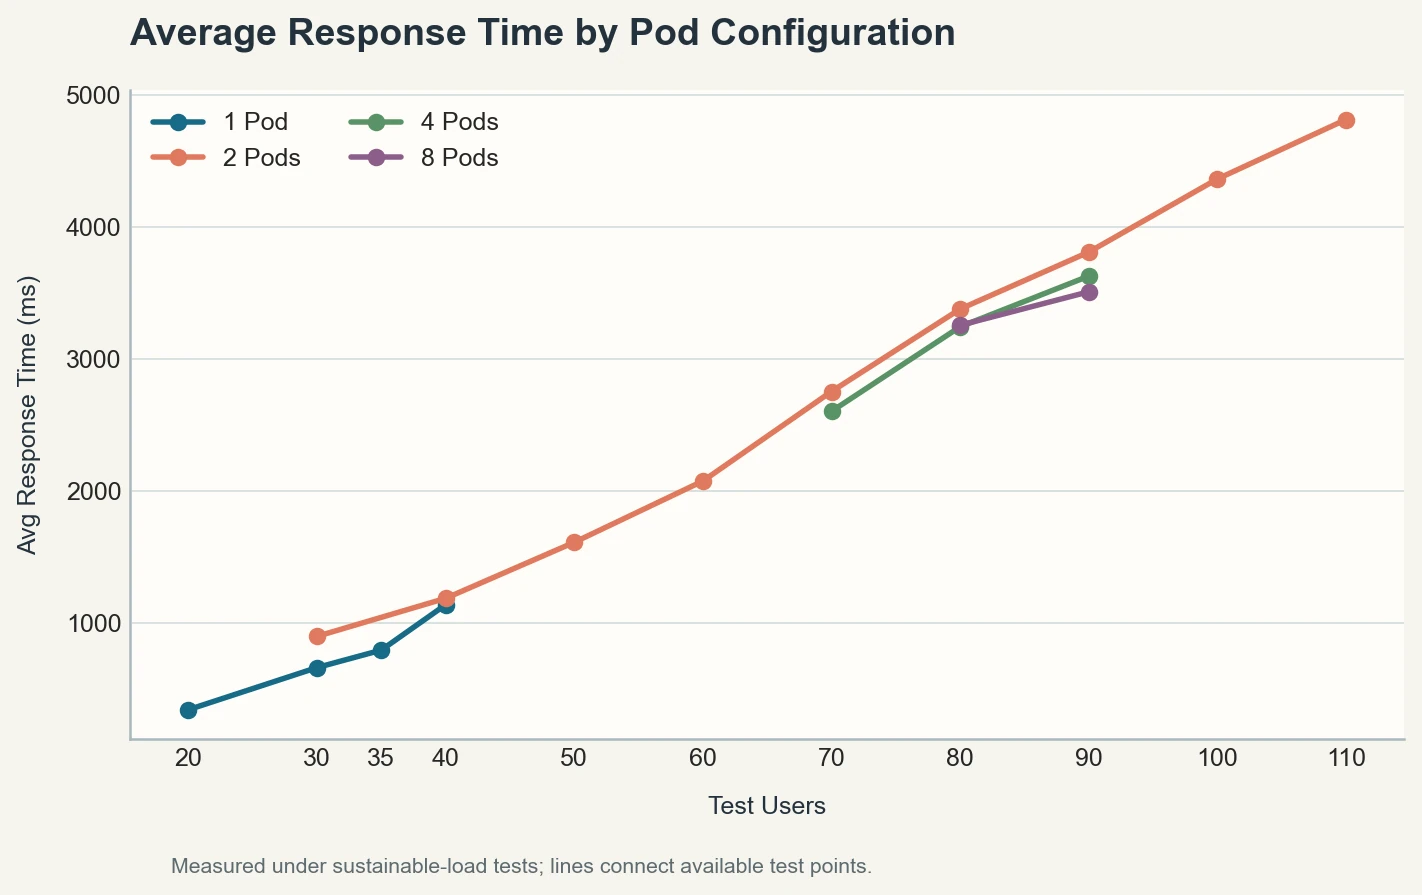 Average Response Time by Pod Configuration
5000
4000
3000
2000
1000
Avg Response Time (ms)
1 Pod
2 Pods
4 Pods
8 Pods
20 30 35 40 50 60 70 80 90 100 110
Test Users
Measured under sustainable-load tests; lines connect available test points.